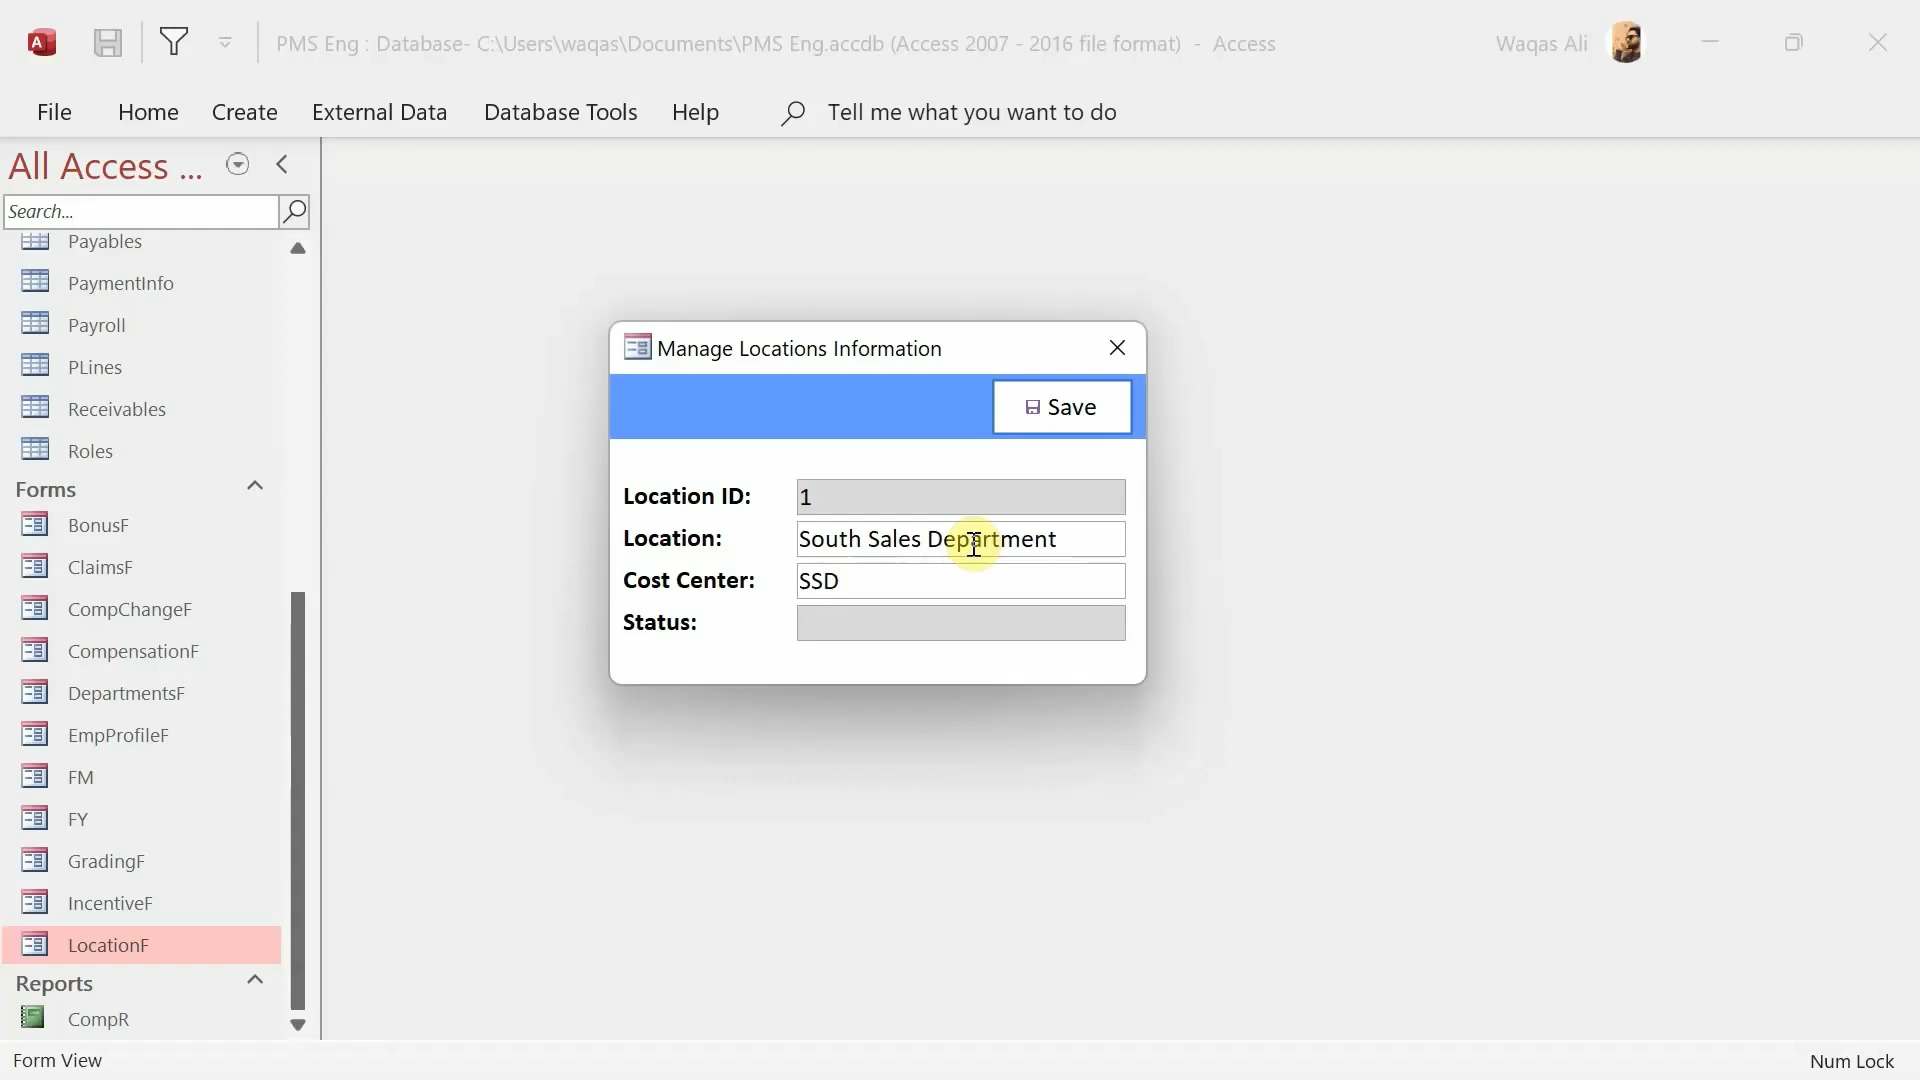 PMS Eng : Database- C:\Users\waqas\Documents\PMS Eng.accdb (Access 2007 - 2016 file format) - Access
Waqas Ali
File Home Create External Data Database Tools Help Tell me what you want to do
All Access ...
Search...
Payables
PaymentInfo
Payroll
PLines
Receivables
Roles
Forms
BonusF
ClaimsF
CompChangeF
CompensationF
DepartmentsF
EmpProfileF
FM
FY
GradingF
IncentiveF
LocationF
Reports
CompR
Manage Locations Information
Save
Location ID: 1
Location: South Sales Department
Cost Center: SSD
Status:
Form View
Num Lock